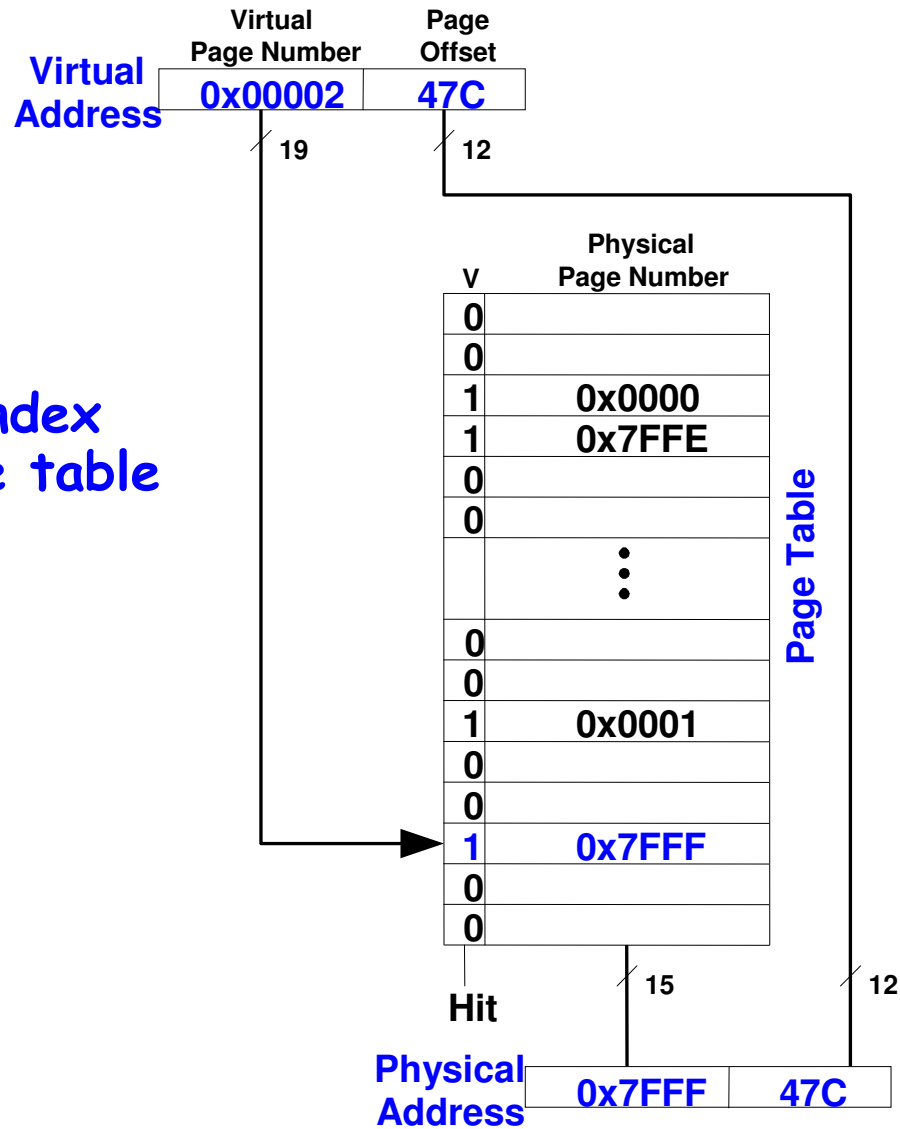 Virtual
Page Number
Page
Offset
Virtual
Address
0x00002
47C
19
12
Physical
Page Number
V
0
0
1 0x0000
1 0x7FFE
0
0
0
0
1 0x0001
0
0
1 0x7FFF
0
0
Page Table
ndex
e table
15
12
Hit
Physical
Address
0x7FFF
47C